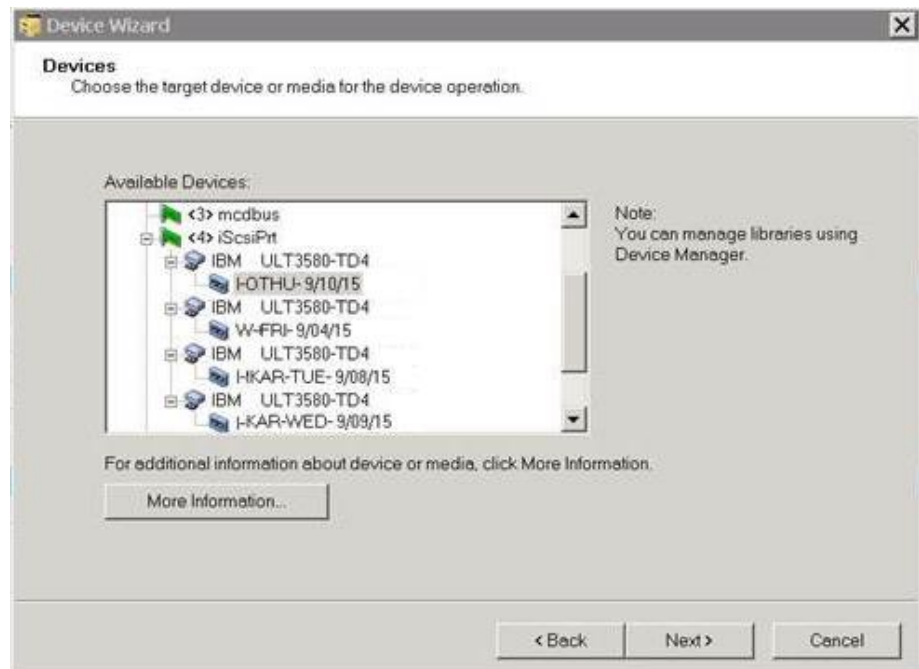 Device Wizard
Devices
Choose the target device or media for the device operation.
Available Devices:
<3> mcdbus
<4> iScsiPrt
IBM ULT3580-TD4
I-OTHU- 9/10/15
IBM ULT3580-TD4
W-FRI- 9/04/15
IBM ULT3580-TD4
I-IKAR-TUE- 9/08/15
IBM ULT3580-TD4
I-KAR-WED- 9/09/15
Note:
You can manage libraries using
Device Manager.
For additional information about device or media, click More Information.
More Information...
< Back
Next >
Cancel